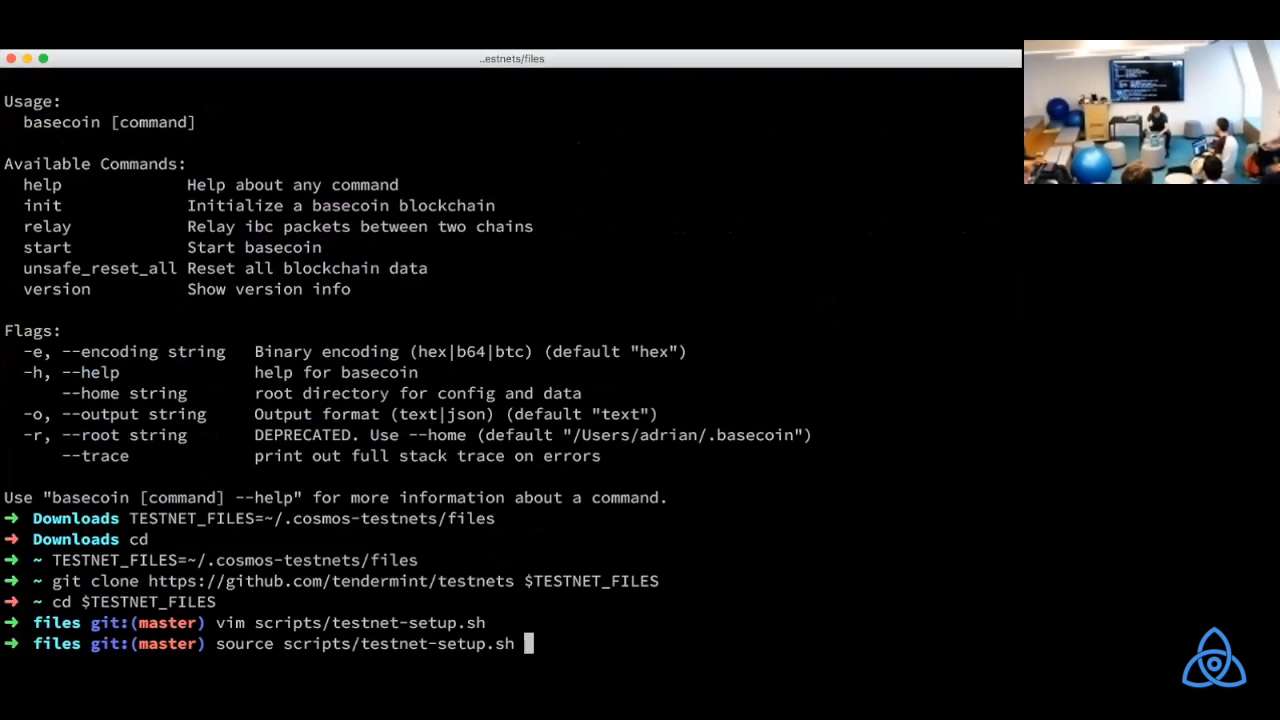 ..estnets/files
Usage:
basecoin [command]
Available Commands:
help Help about any command
init Initialize a basecoin blockchain
relay Relay ibc packets between two chains
start Start basecoin
unsafe_reset_all Reset all blockchain data
version Show version info
Flags:
-e, --encoding string Binary encoding (hex|b64|btc) (default "hex")
-h, --help help for basecoin
--home string root directory for config and data
-o, --output string Output format (text|json) (default "text")
-r, --root string DEPRECATED. Use --home (default "/Users/adrian/.basecoin")
--trace print out full stack trace on errors
Use "basecoin [command] --help" for more information about a command.
➜ Downloads TESTNET_FILES=~/.cosmos-testnets/files
➜ Downloads cd
➜ ~ TESTNET_FILES=~/.cosmos-testnets/files
➜ ~ git clone https://github.com/tendermint/testnets $TESTNET_FILES
➜ ~ cd $TESTNET_FILES
➜ files git:(master) vim scripts/testnet-setup.sh
➜ files git:(master) source scripts/testnet-setup.sh